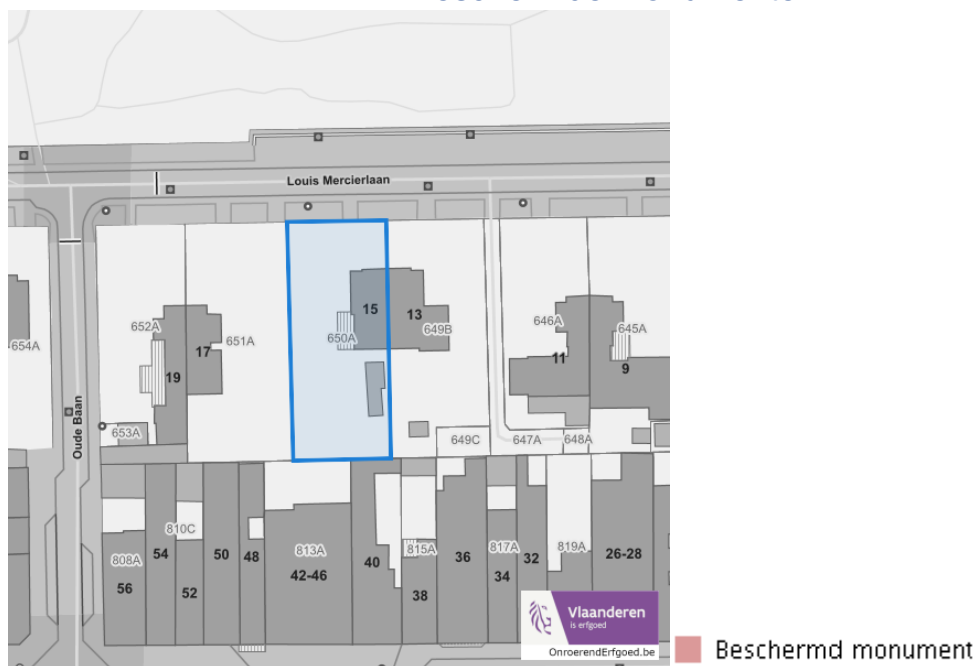 Louis Mercierlaan
Oude Baan
654A
652A
17
651A
19
653A
15
13
650A
649B
646A
645A
11
9
649C
647A
648A
810C
54
50
48
813A
42-46
40
815A
36
817A
32
819A
26-28
808A
56
52
38
34
Vlaanderen
is erfgoed
OnroerendErfgoed.be
Beschermd monument